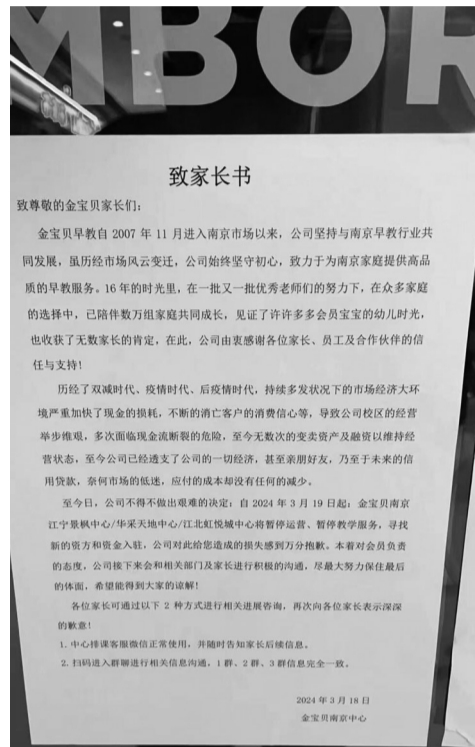 MBOR
致家长书
致尊敬的金宝贝家长们：
金宝贝早教自 2007 年 11 月进入南京市场以来，公司坚持与南京早教行业共
同发展，虽历经市场风云变迁，公司始终坚守初心，致力于为南京家庭提供高品
质的早教服务。16 年的时光里，在一批又一批优秀老师们的努力下，在众多家庭
的选择中，已陪伴数万组家庭共同成长，见证了许许多多会员宝宝的幼儿时光，
也收获了无数家长的肯定，在此，公司由衷感谢各位家长、员工及合作伙伴的信
任与支持！
历经了双减时代、疫情时代、后疫情时代，持续多发状况下的市场经济大环
境严重加快了现金的损耗，不断的消亡客户的消费信心等，导致公司校区的经营
举步维艰，多次面临现金流断裂的危险，至今无数次的变卖资产及融资以维持经
营状态，至今公司已经透支了公司的一切经济，甚至亲朋好友，乃至于未来的信
用贷款，奈何市场的低迷，应付的成本却没有任何的减少。
至今日，公司不得不做出艰难的决定：自 2024 年 3 月 19 日起：金宝贝南京
江宁景枫中心/华采天地中心/江北虹悦城中心将暂停运营、暂停教学服务，寻找
新的资方和资金入驻，公司对此给您造成的损失感到万分抱歉。本着对会员负责
的态度，公司接下来会和相关部门及家长进行积极的沟通，尽最大努力保住最后
的体面，希望能得到大家的谅解！
各位家长可通过以下 2 种方式进行相关进展咨询，再次向各位家长表示深深
的歉意！
1. 中心排课客服微信正常使用，并随时告知家长后续信息。
2. 扫码进入群聊进行相关信息沟通，1 群、2 群、3 群信息完全一致。
2024 年 3 月 18 日
金宝贝南京中心